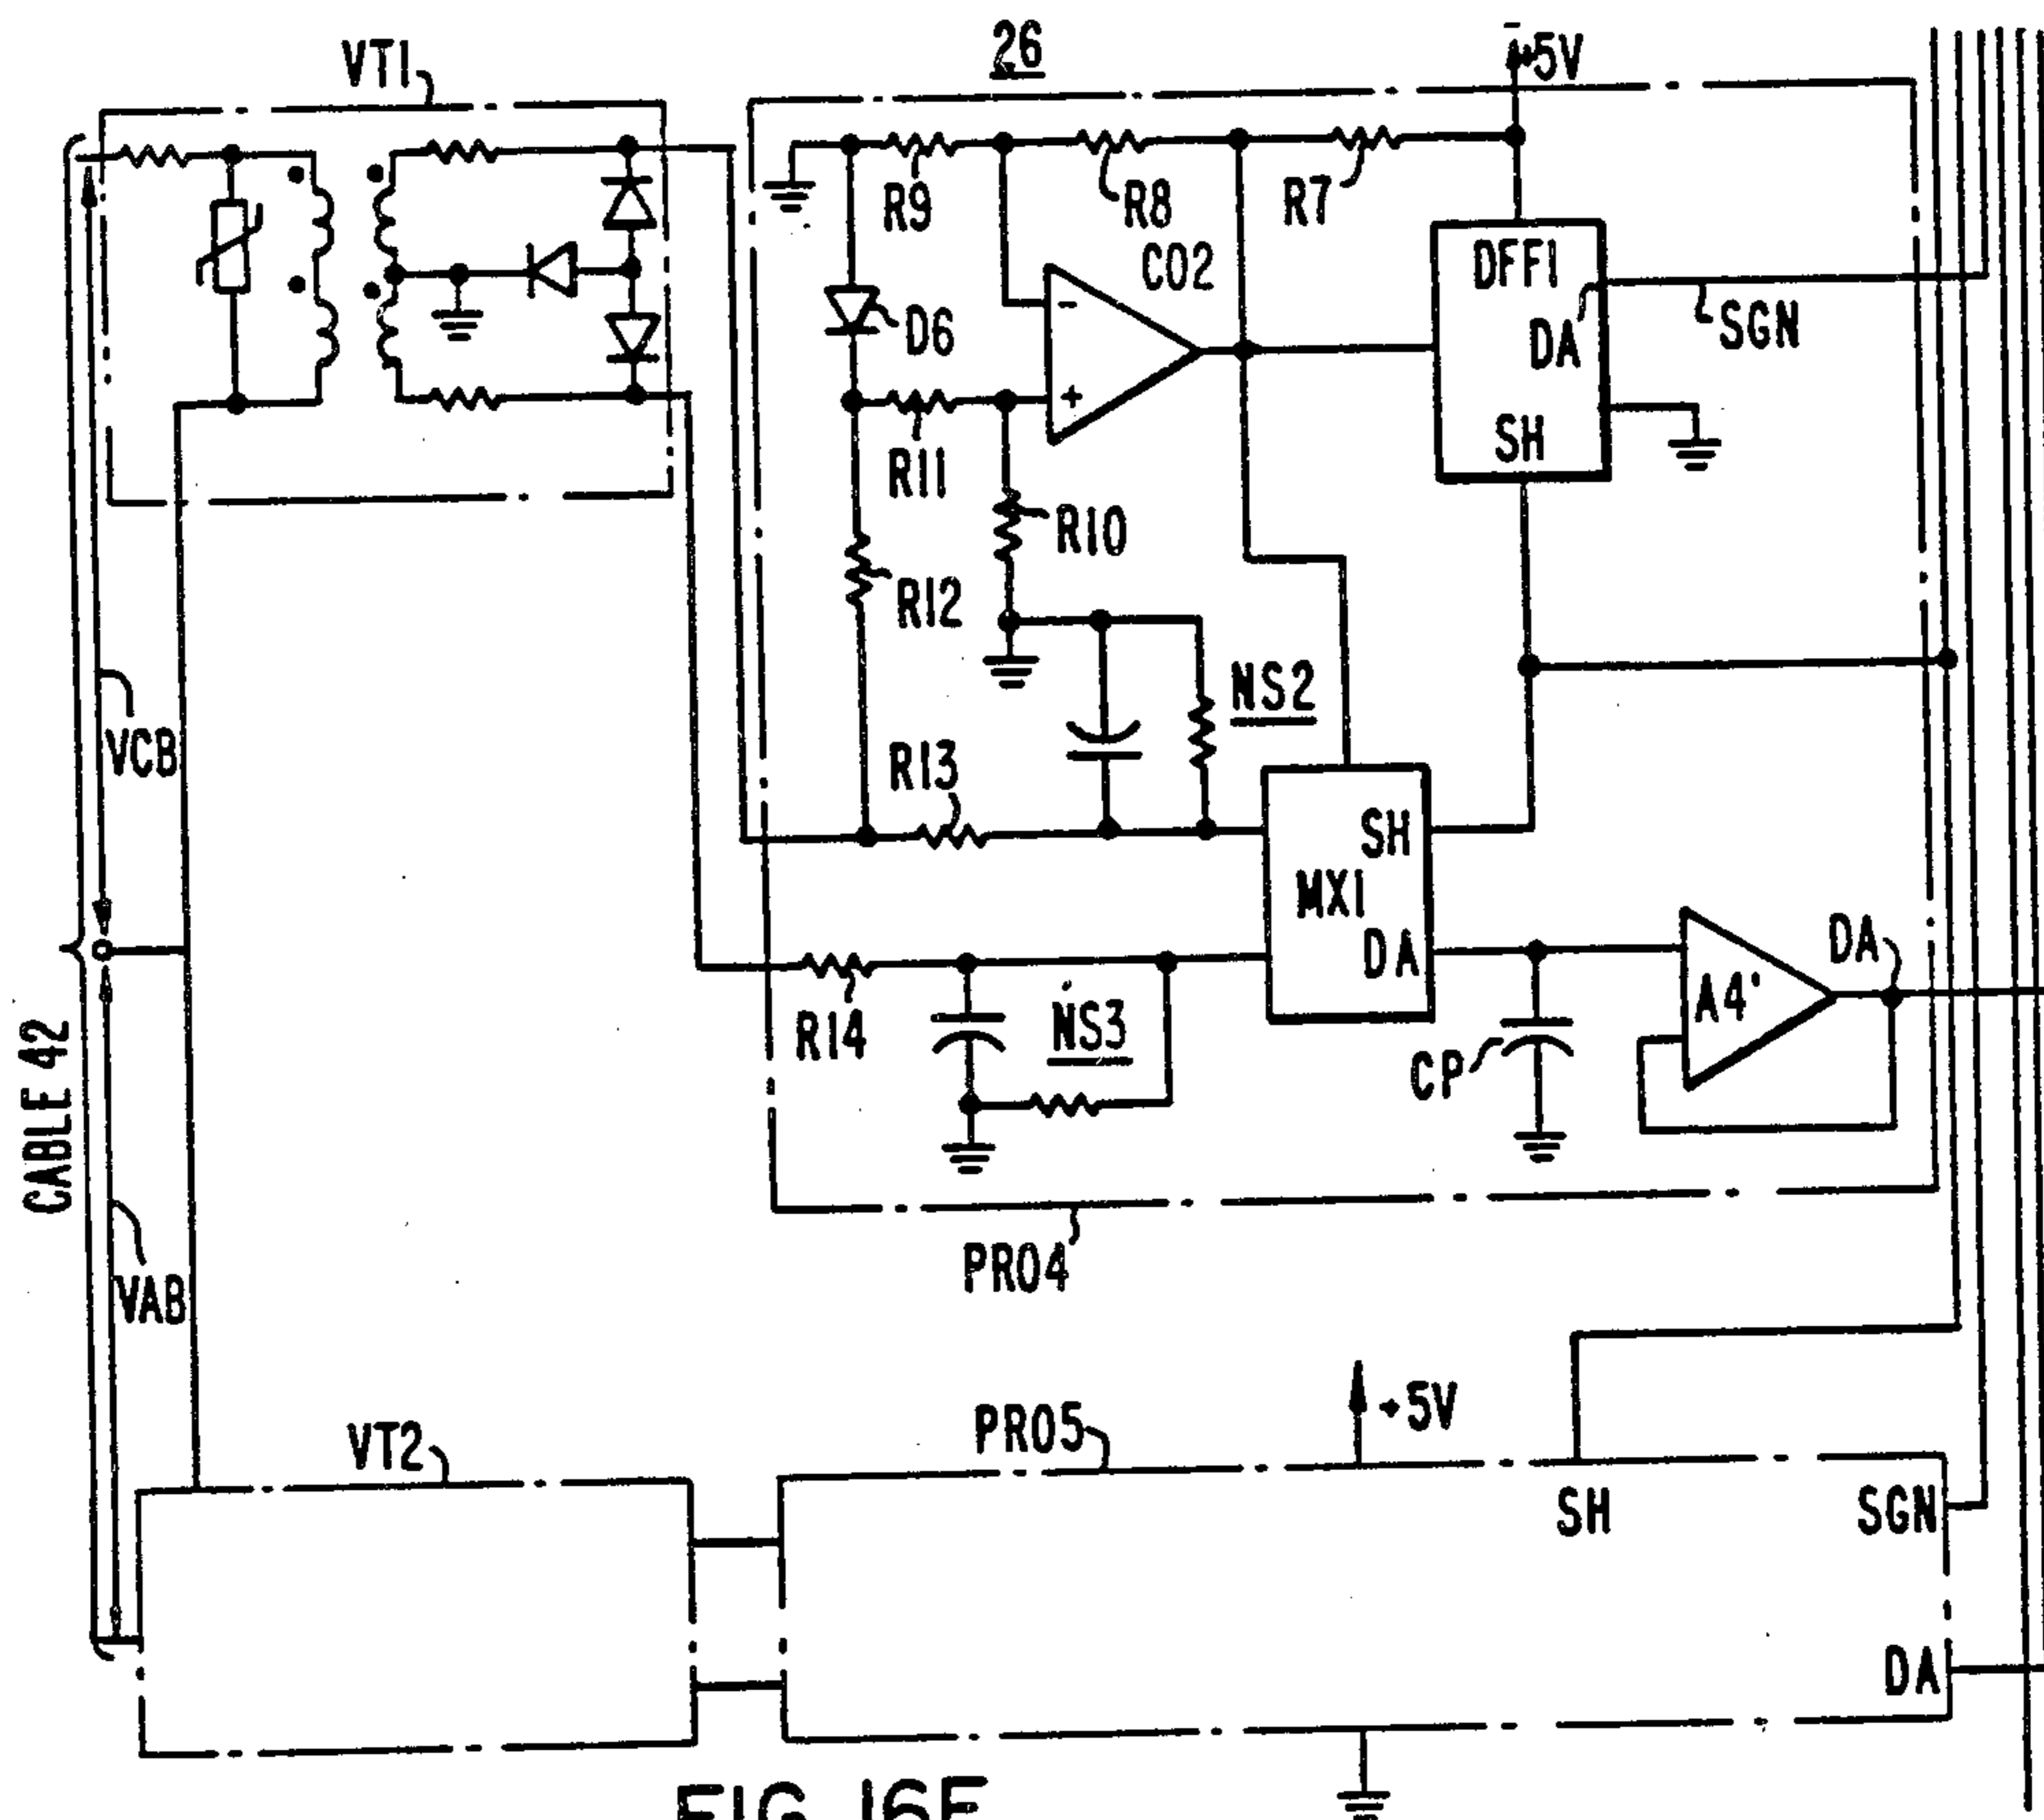 26
VT1
5V
R9
R8
R7
CO2
DFF1
D6
DA
SGN
SH
R11
R10
R12
NS2
VCB
R13
SH
MX1
DA
DA
A4'
R14
NS3
CP
CABLE 42
PRO4
VAB
+5V
PRO5
VT2
SH
SGN
DA
FIG. 16E